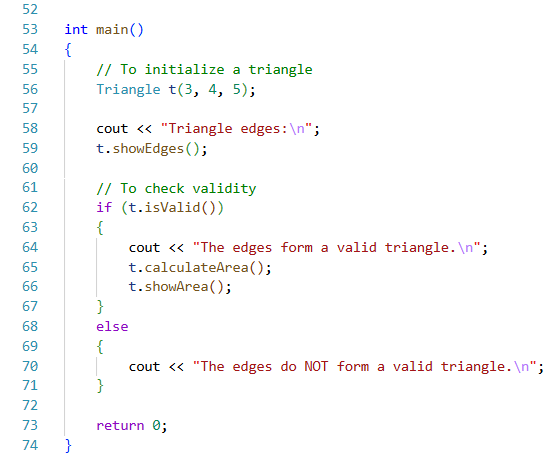 52
53 int main()
54 {
55 // To initialize a triangle
56 Triangle t(3, 4, 5);
57
58 cout << "Triangle edges:\n";
59 t.showEdges();
60
61 // To check validity
62 if (t.isValid())
63 {
64 cout << "The edges form a valid triangle.\n";
65 t.calculateArea();
66 t.showArea();
67 }
68 else
69 {
70 cout << "The edges do NOT form a valid triangle.\n";
71 }
72
73 return 0;
74 }